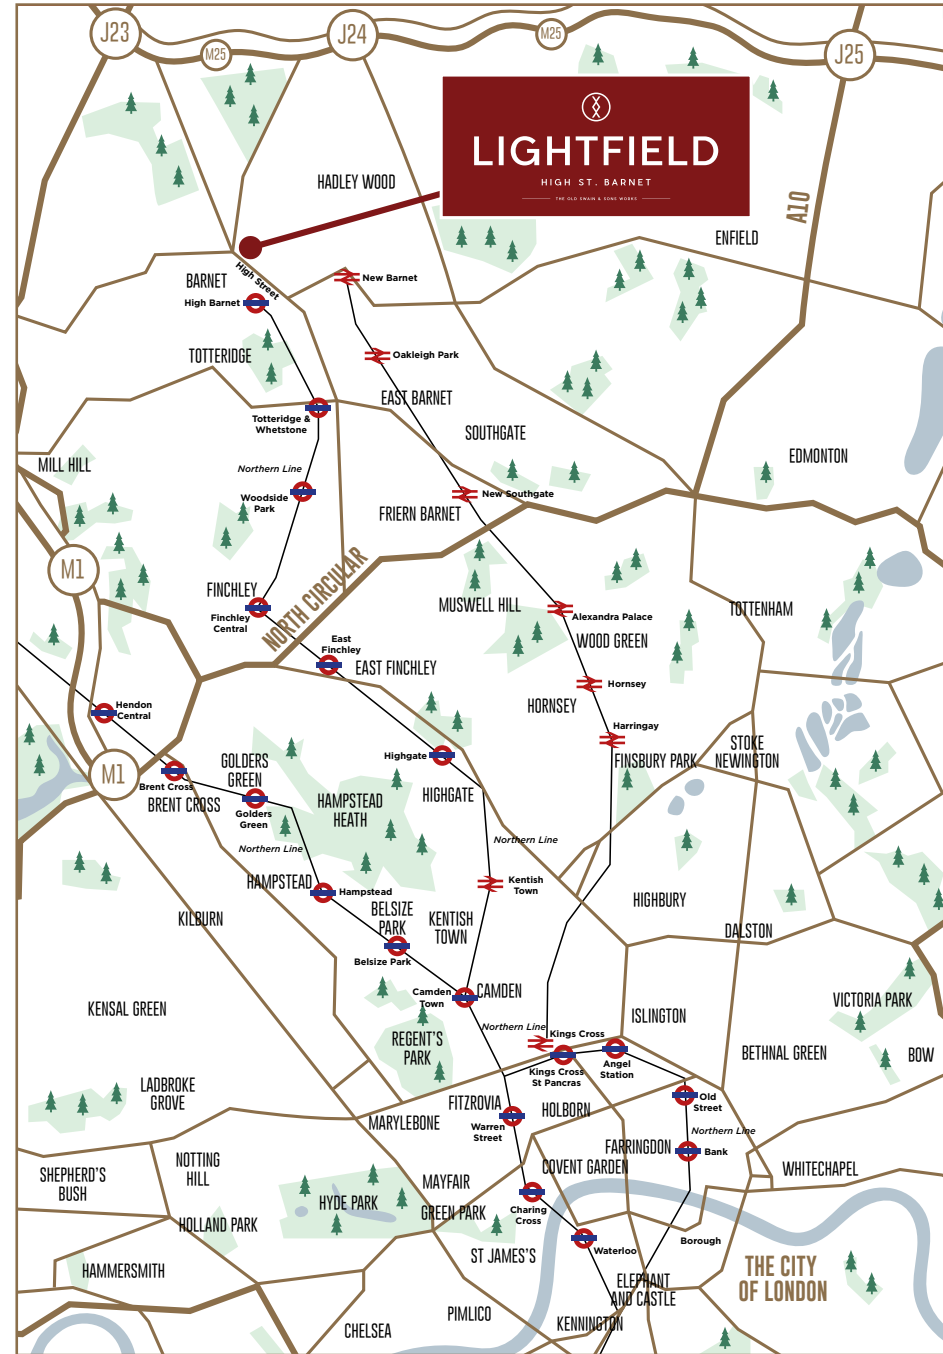 J23
M25
J24
M25
J25
LIGHTFIELD
HIGH ST. BARNET
THE OLD SWAIN & SONS WORKS
HADLEY WOOD
A10
ENFIELD
BARNET
High Street
New Barnet
High Barnet
TOTTERIDGE
Oakleigh Park
EAST BARNET
Totteridge &
Whetstone
SOUTHGATE
EDMONTON
MILL HILL
Northern Line
Woodside
Park
New Southgate
FRIERN BARNET
NORTH CIRCULAR
M1
FINCHLEY
Finchley
Central
MUSWELL HILL
Alexandra Palace
TOTTENHAM
WOOD GREEN
East
Finchley
EAST FINCHLEY
Hornsey
HORNSEY
Hendon
Central
Harringay
FINSBURY PARK
STOKE
NEWINGTON
Highgate
HIGHGATE
M1
GOLDERS
GREEN
Brent Cross
BRENT CROSS
Golders
Green
HAMPSTEAD
HEATH
Northern Line
Northern Line
HAMPSTEAD
Hampstead
Kentish
Town
HIGHBURY
BELSIZE
PARK
KENTISH
TOWN
KILBURN
Belsize Park
DALSTON
Camden
Town
CAMDEN
KENSAL GREEN
VICTORIA PARK
ISLINGTON
Northern Line
Kings Cross
REGENT'S
PARK
Kings Cross
St Pancras
Angel
Station
BETHNAL GREEN
BOW
LADBROKE
GROVE
FITZROVIA
HOLBORN
Old
Street
MARYLEBONE
Warren
Street
Northern Line
FARRINGDON
Bank
COVENT GARDEN
WHITECHAPEL
SHEPHERD'S
BUSH
NOTTING
HILL
HYDE PARK
MAYFAIR
GREEN PARK
HOLLAND PARK
Charing
Cross
Borough
ST JAMES'S
Waterloo
HAMMERSMITH
THE CITY
OF LONDON
ELEPHANT
AND CASTLE
PIMLICO
KENNINGTON
CHELSEA